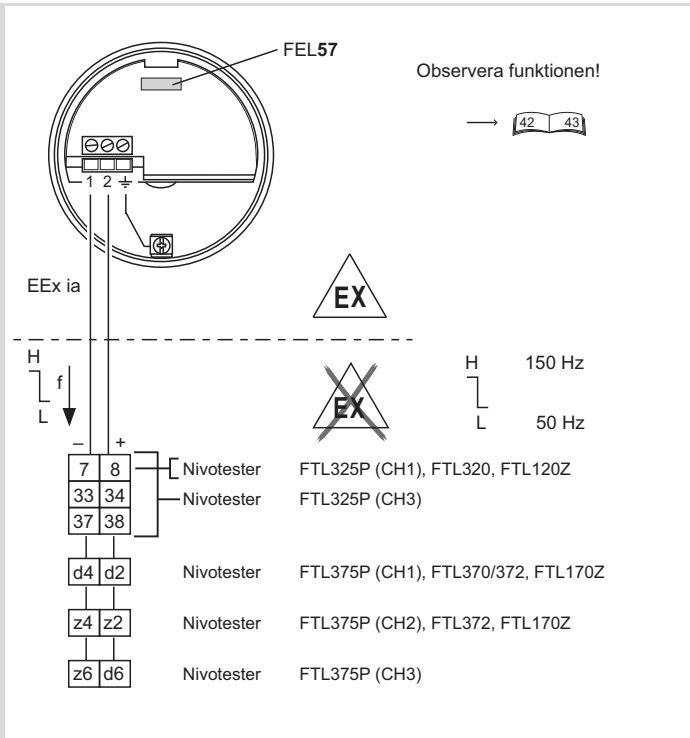 FEL57
Observera funktionen!
42 43
1 2
EEx ia
EX
H
f
L
EX
H 150 Hz
L 50 Hz
– +
7 8 Nivotester FTL325P (CH1), FTL320, FTL120Z
33 34 Nivotester FTL325P (CH3)
37 38
d4 d2 Nivotester FTL375P (CH1), FTL370/372, FTL170Z
z4 z2 Nivotester FTL375P (CH2), FTL372, FTL170Z
z6 d6 Nivotester FTL375P (CH3)